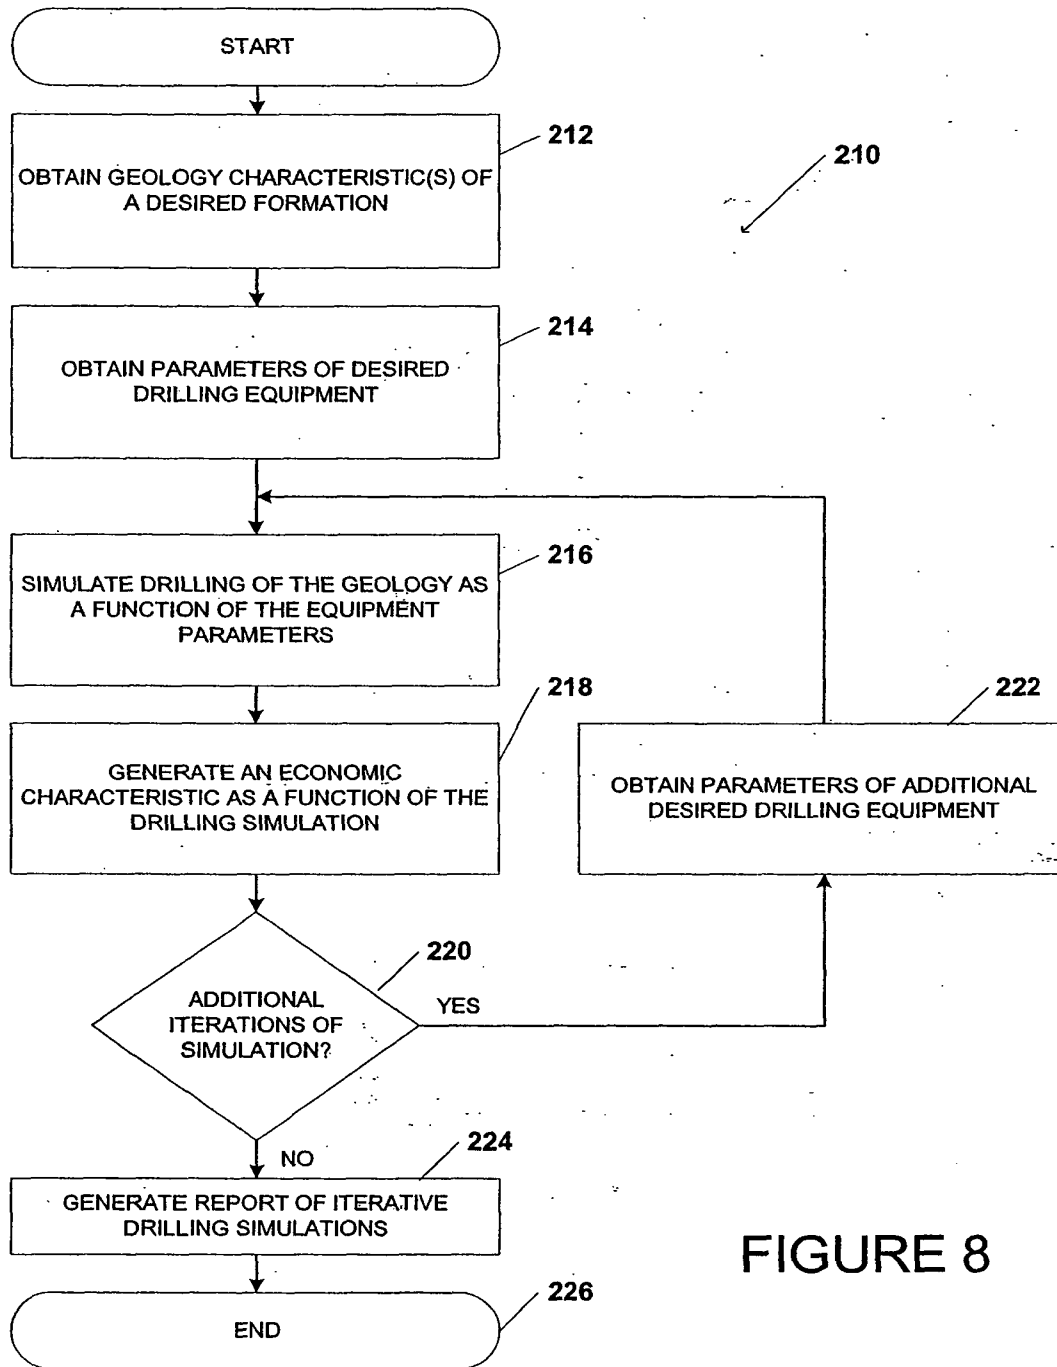 START
212
OBTAIN GEOLOGY CHARACTERISTIC(S) OF
A DESIRED FORMATION
210
214
OBTAIN PARAMETERS OF DESIRED
DRILLING EQUIPMENT
216
SIMULATE DRILLING OF THE GEOLOGY AS
A FUNCTION OF THE EQUIPMENT
PARAMETERS
218
GENERATE AN ECONOMIC
CHARACTERISTIC AS A FUNCTION OF THE
DRILLING SIMULATION
222
OBTAIN PARAMETERS OF ADDITIONAL
DESIRED DRILLING EQUIPMENT
220
ADDITIONAL
ITERATIONS OF
SIMULATION?
YES
NO
224
GENERATE REPORT OF ITERATIVE
DRILLING SIMULATIONS
226
END
FIGURE 8